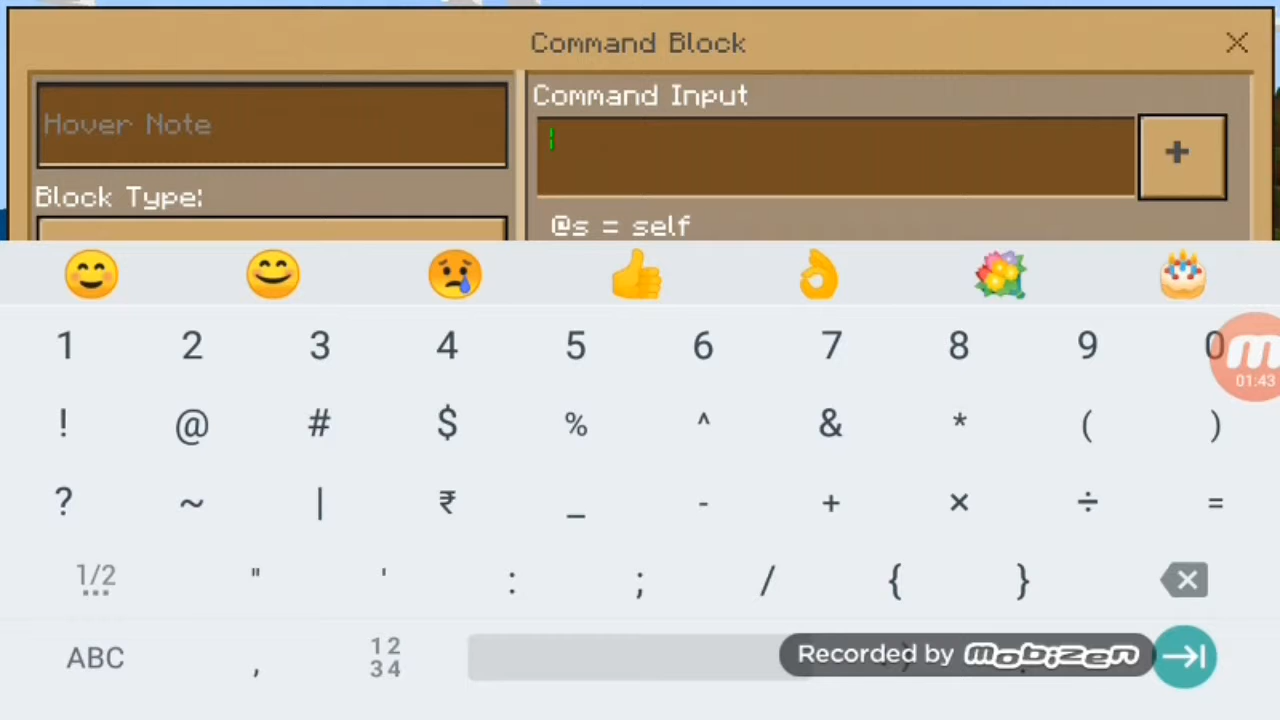 Command Block
Hover Note
Command Input
+
Block Type:
@s = self
1 2 3 4 5 6 7 8 9 0
01:43
! @ # $ % ^ & * ( )
? ~ | ₹ _ - + × ÷ =
1/2 " ' : ; / { }
ABC , 12 34
Recorded by mobizen